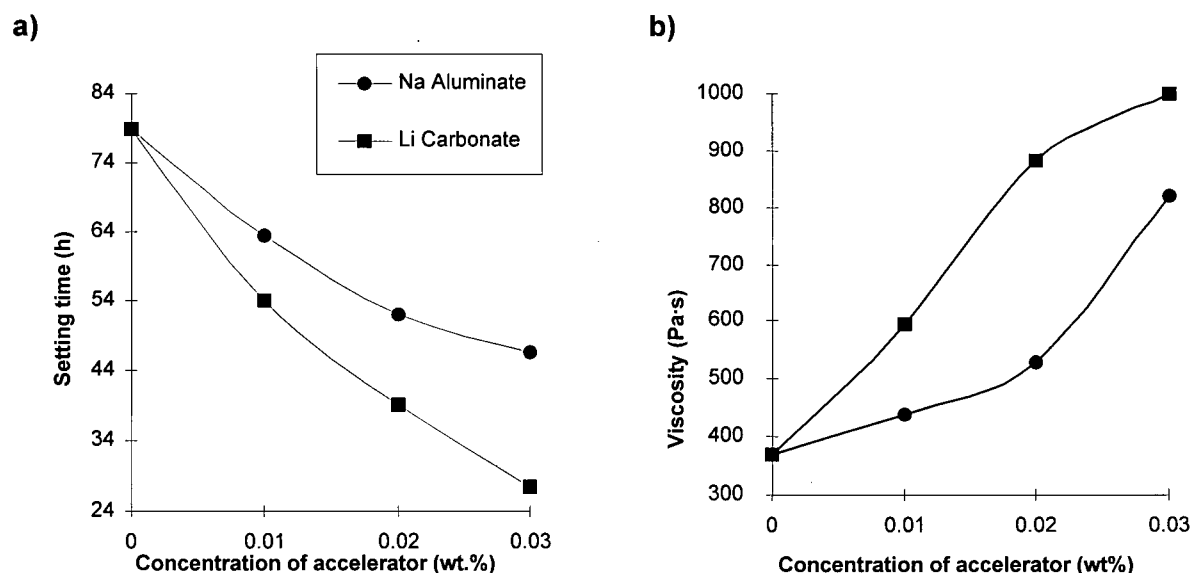 a)
Na Aluminate
Li Carbonate
84
74
64
54
44
34
24
Setting time (h)
0 0.01 0.02 0.03
Concentration of accelerator (wt.%)
b)
1000
900
800
700
600
500
400
300
Viscosity (Pa·s)
0 0.01 0.02 0.03
Concentration of accelerator (wt%)